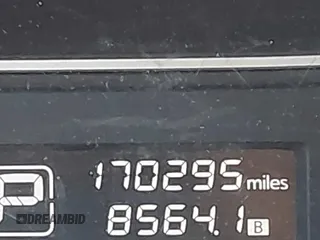 170295 miles
P 8564.1 B
DREAMBID